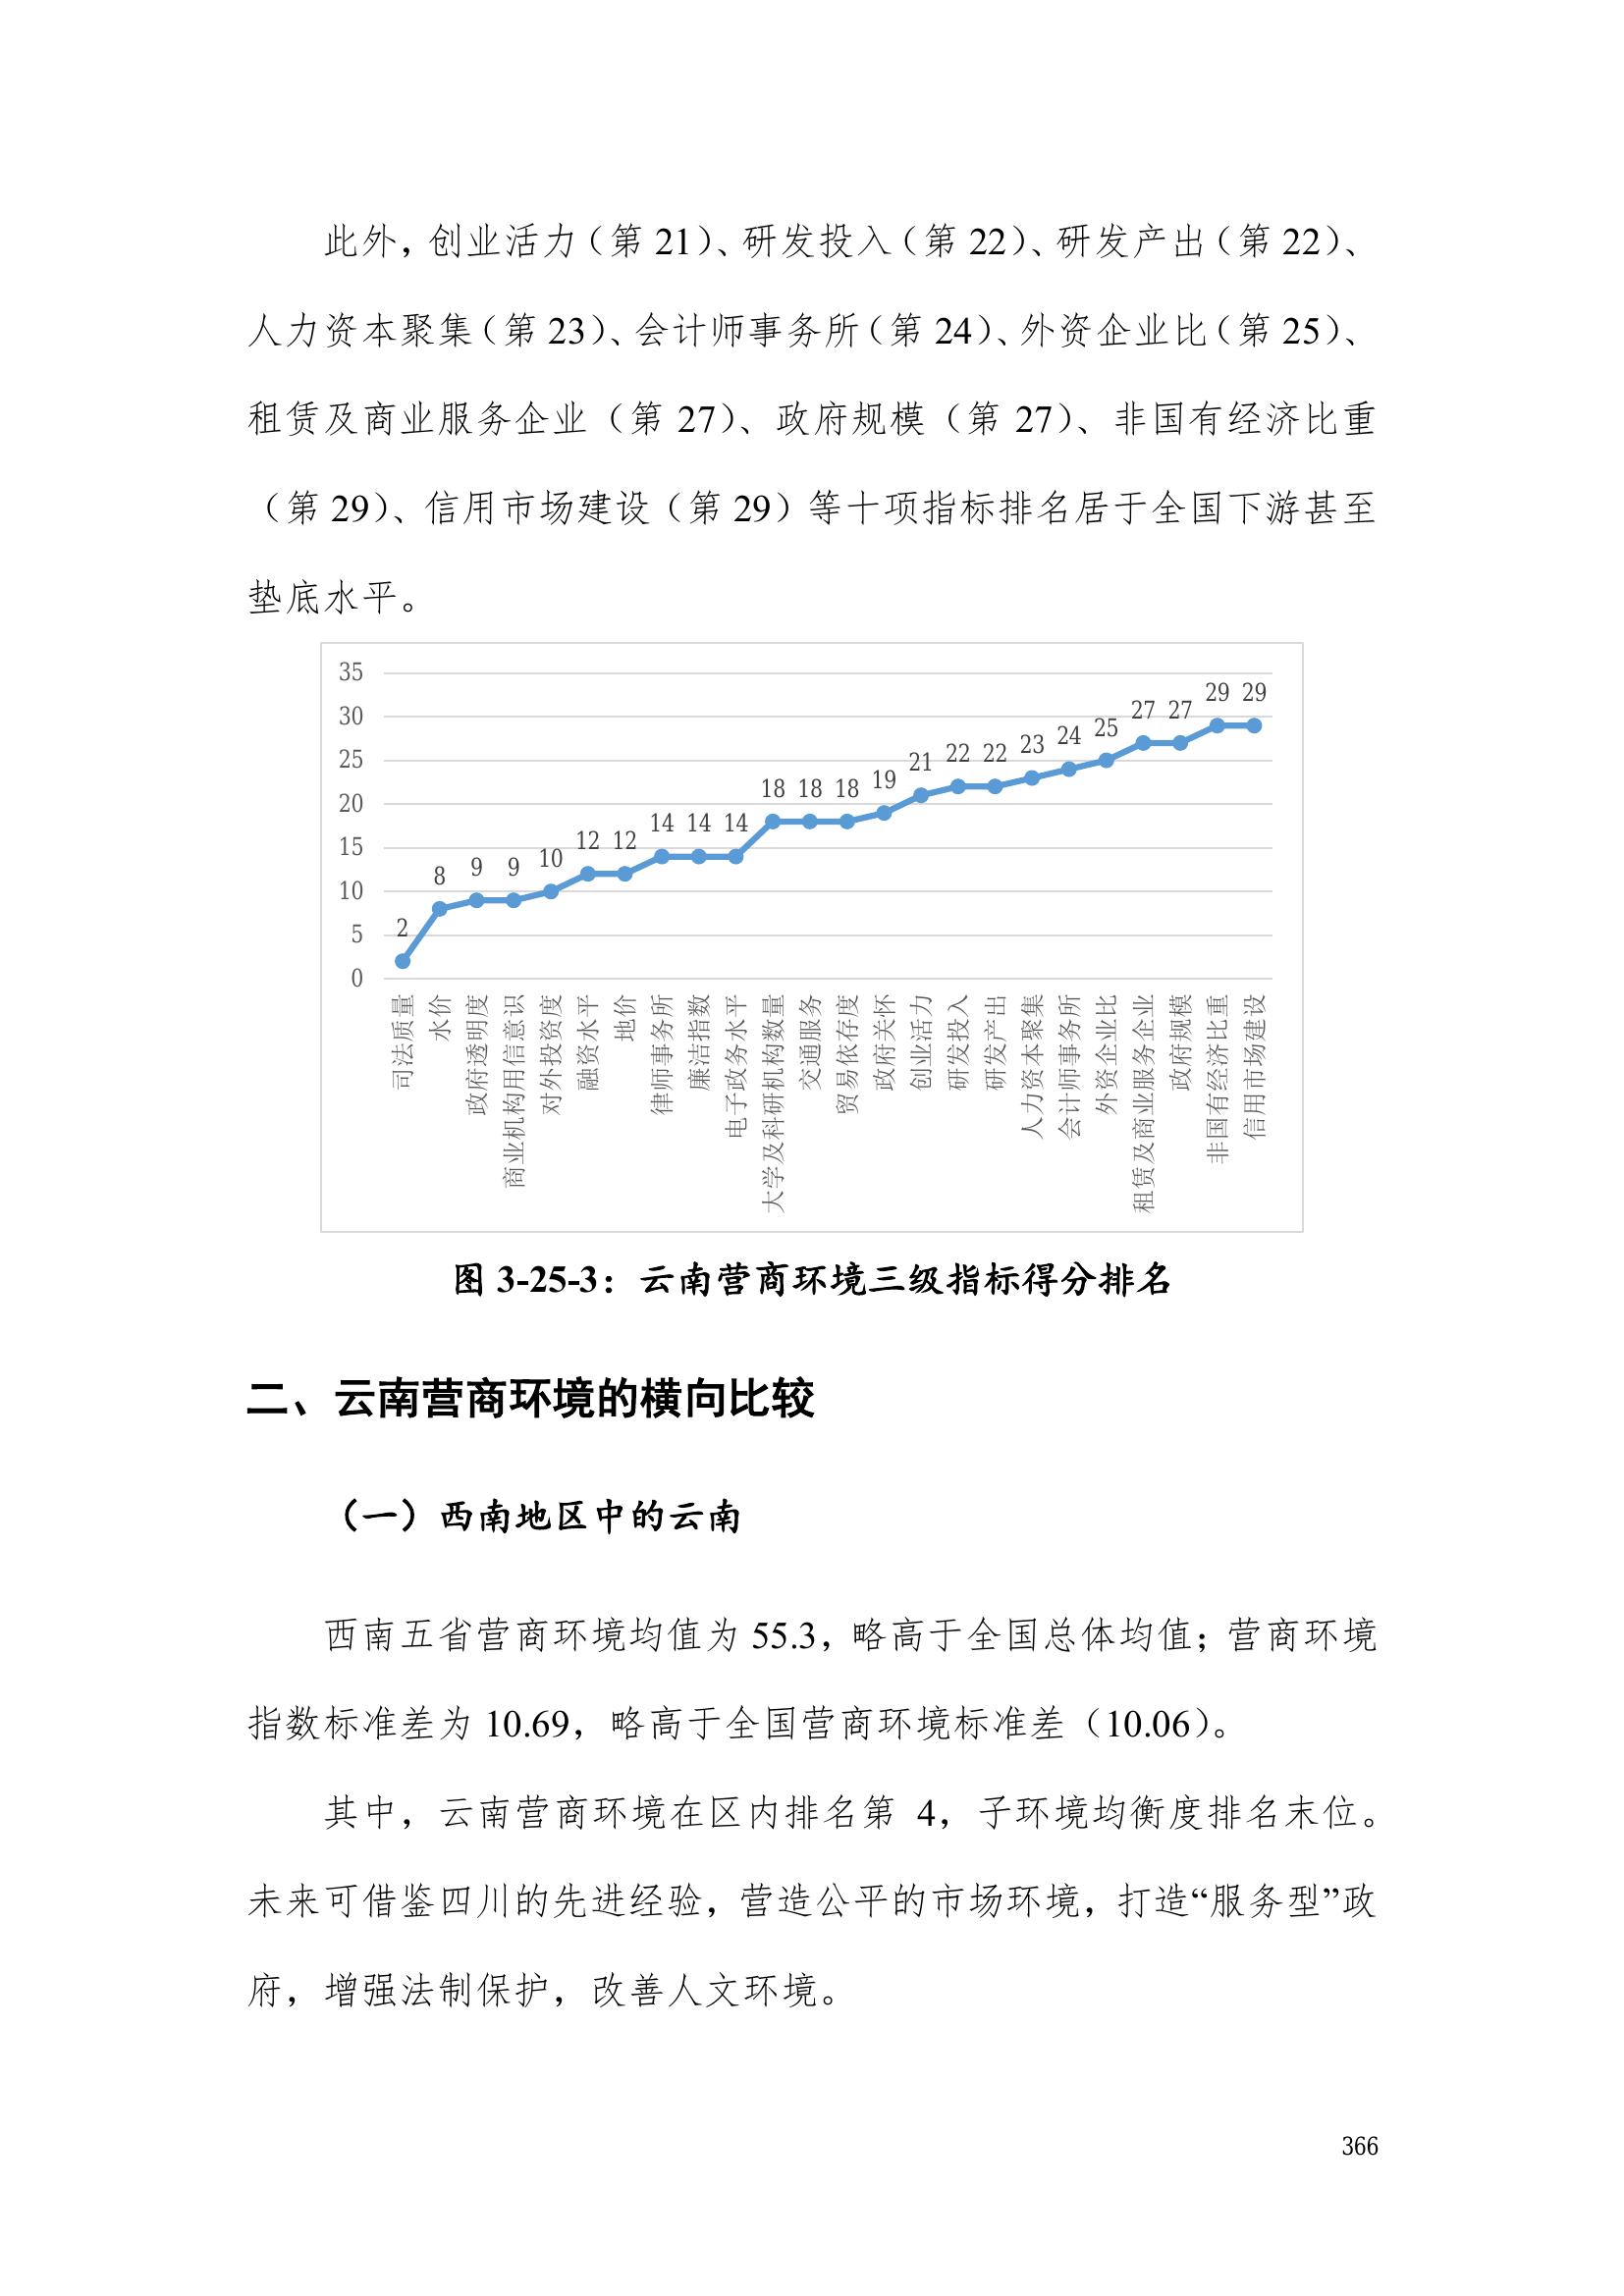 此外，创业活力（第 21）、研发投入（第 22）、研发产出（第 22）、
人力资本聚集（第 23）、会计师事务所（第 24）、外资企业比（第 25）、
租赁及商业服务企业（第 27）、政府规模（第 27）、非国有经济比重
（第 29）、信用市场建设（第 29）等十项指标排名居于全国下游甚至
垫底水平。
35
30
25
20
15
10
5
0
2
8
9
9
10
12
12
14
14
14
18
18
18
19
21
22
22
23
24
25
27
27
29
29
司法质量
水价
政府透明度
商业机构用信意识
对外投资度
融资水平
地价
律师事务所
廉洁指数
电子政务水平
大学及科研机构数量
交通服务
贸易依存度
政府关怀
创业活力
研发投入
研发产出
人力资本聚集
会计师事务所
外资企业比
租赁及商业服务企业
政府规模
非国有经济比重
信用市场建设
图 3-25-3：云南营商环境三级指标得分排名
二、云南营商环境的横向比较
（一）西南地区中的云南
西南五省营商环境均值为 55.3，略高于全国总体均值；营商环境
指数标准差为 10.69，略高于全国营商环境标准差（10.06）。
其中，云南营商环境在区内排名第 4，子环境均衡度排名末位。
未来可借鉴四川的先进经验，营造公平的市场环境，打造“服务型”政
府，增强法制保护，改善人文环境。
366